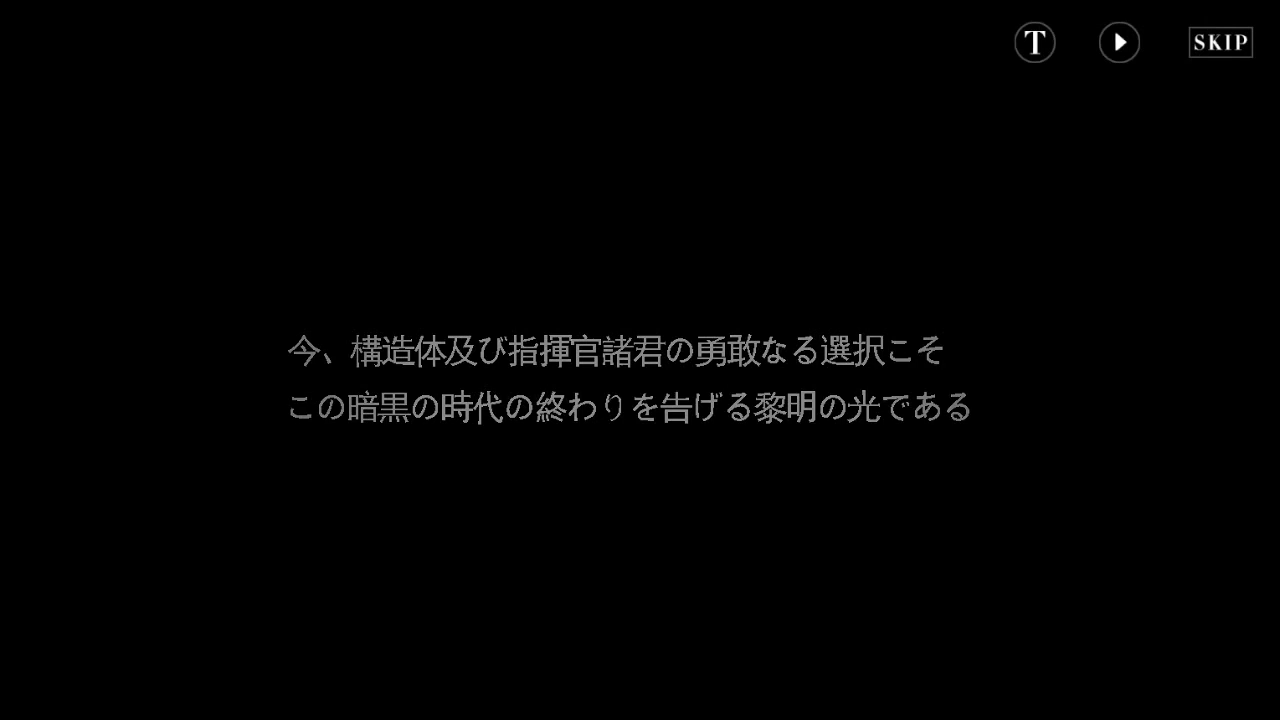 T
SKIP
今、構造体及び指揮官諸君の勇敢なる選択こそ
この暗黒の時代の終わりを告げる黎明の光である